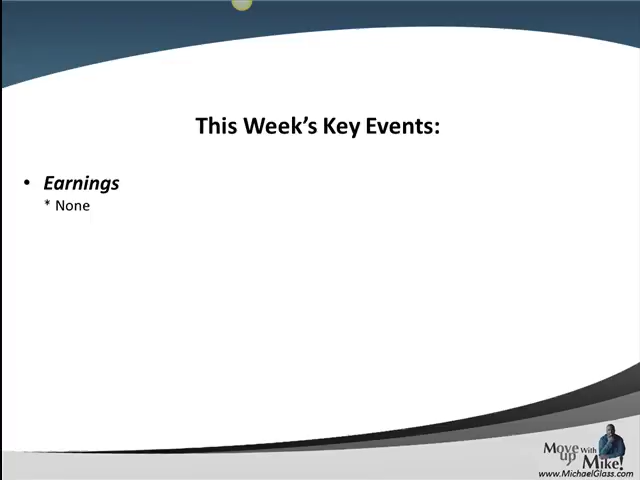 This Week's Key Events:
• Earnings
* None
Move up With Mike!
www.MichaelGlass.com